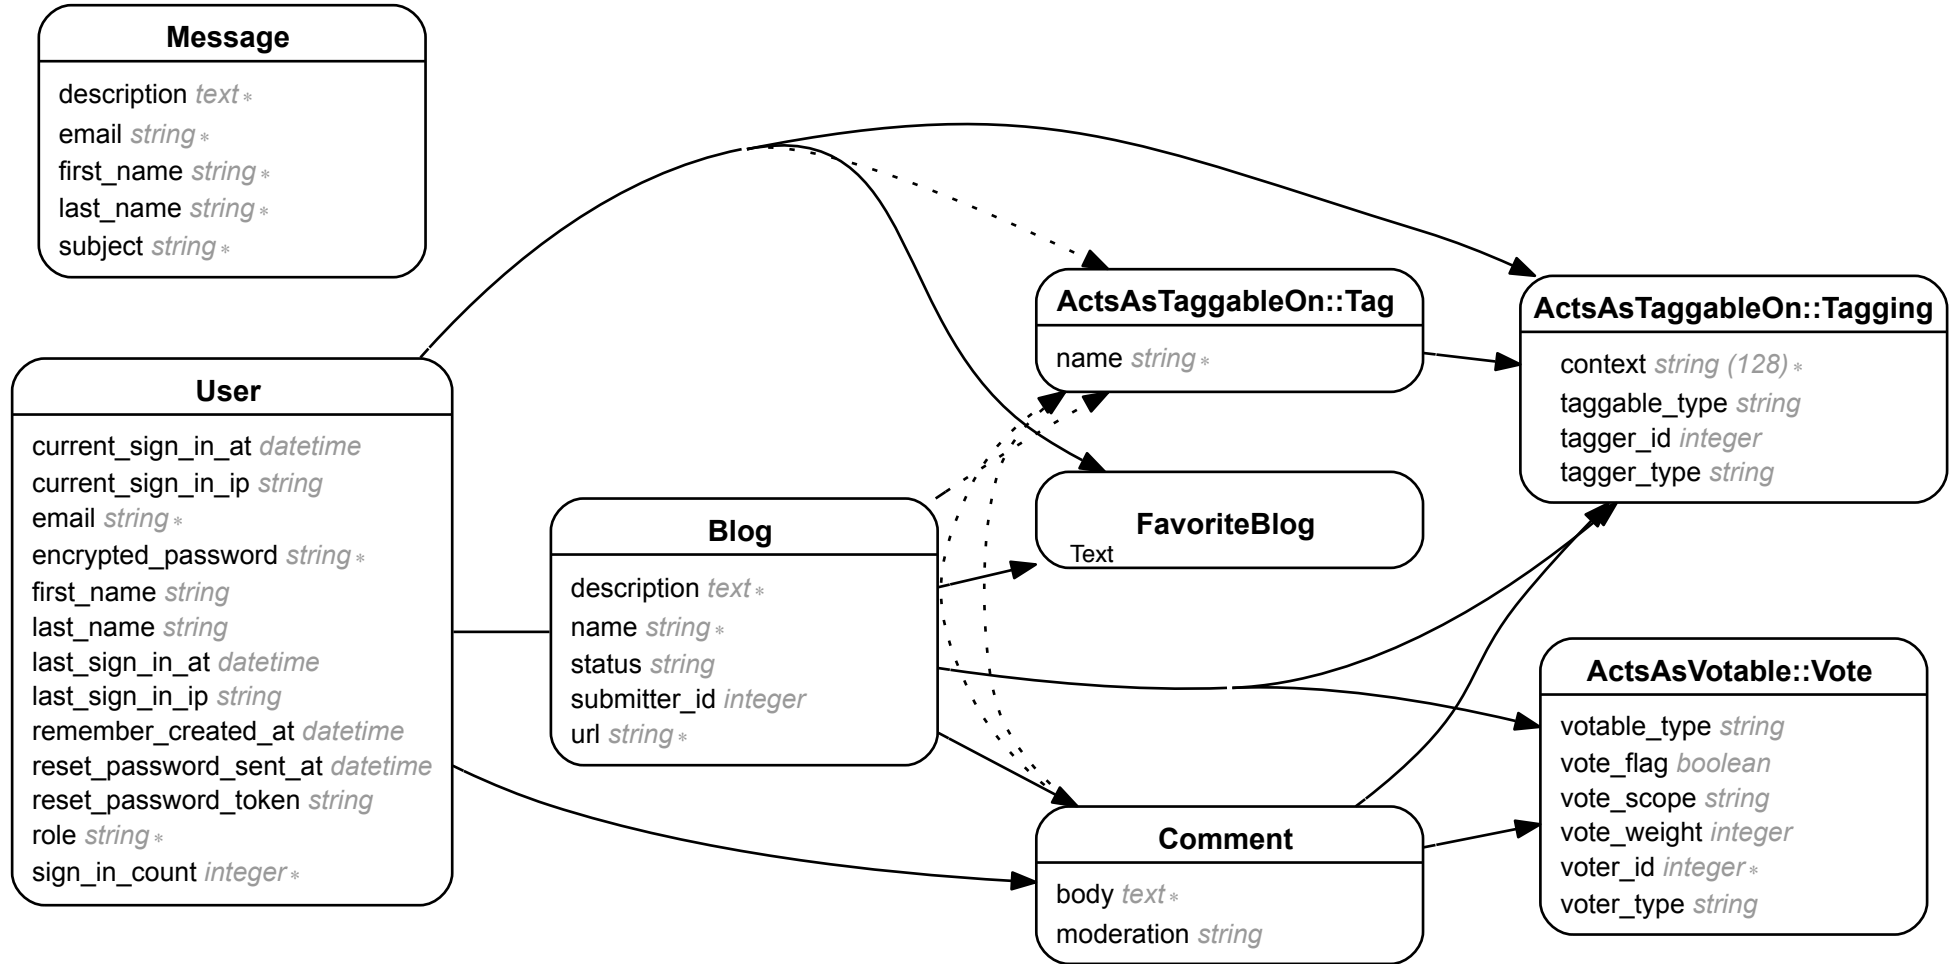 Message
description text *
email string *
first_name string *
last_name string *
subject string *
User
current_sign_in_at datetime
current_sign_in_ip string
email string *
encrypted_password string *
first_name string
last_name string
last_sign_in_at datetime
last_sign_in_ip string
remember_created_at datetime
reset_password_sent_at datetime
reset_password_token string
role string *
sign_in_count integer *
Blog
description text *
name string *
status string
submitter_id integer
url string *
ActsAsTaggableOn::Tag
name string *
FavoriteBlog
Text
Comment
body text *
moderation string
ActsAsTaggableOn::Tagging
context string (128) *
taggable_type string
tagger_id integer
tagger_type string
ActsAsVotable::Vote
votable_type string
vote_flag boolean
vote_scope string
vote_weight integer
voter_id integer *
voter_type string